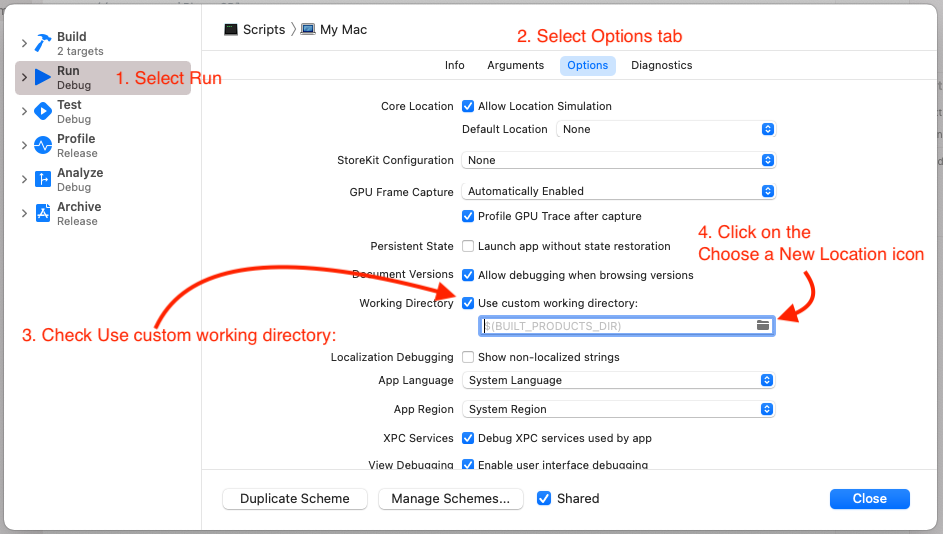 Scripts 〉 My Mac
2. Select Options tab
Build
2 targets
Run
Debug
1. Select Run
Test
Debug
Profile
Release
Analyze
Debug
Archive
Release
Info Arguments Options Diagnostics
Core Location Allow Location Simulation
Default Location None
StoreKit Configuration None
GPU Frame Capture Automatically Enabled
Profile GPU Trace after capture
4. Click on the
Choose a New Location icon
Persistent State Launch app without state restoration
Document Versions Allow debugging when browsing versions
Working Directory Use custom working directory:
$(BUILT_PRODUCTS_DIR)
3. Check Use custom working directory:
Localization Debugging Show non-localized strings
App Language System Language
App Region System Region
XPC Services Debug XPC services used by app
View Debugging Enable user interface debugging
Duplicate Scheme Manage Schemes... Shared Close